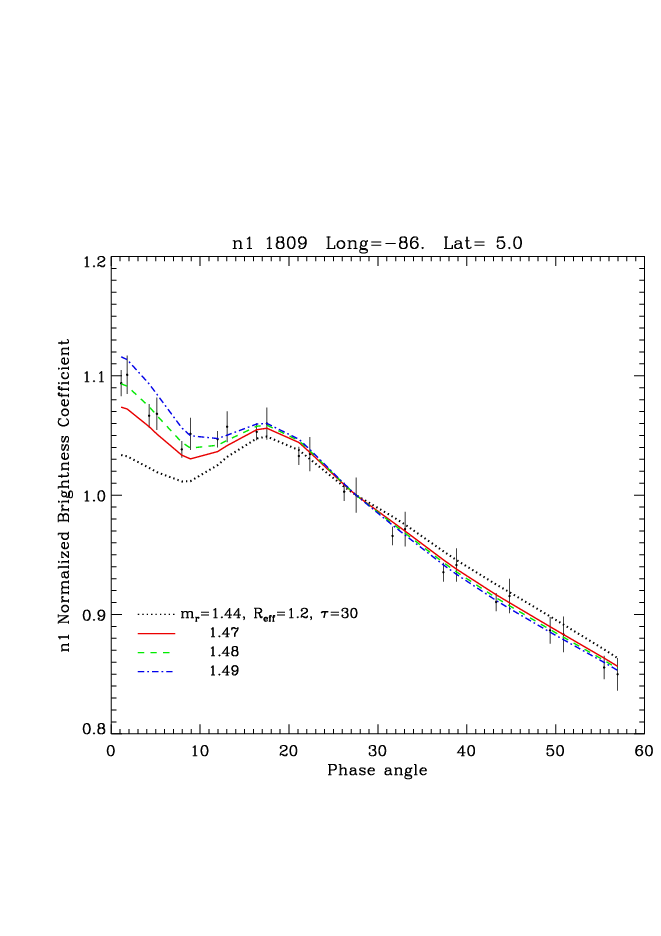 n1 1809 Long=−86. Lat= 5.0
n1 Normalized Brightness Coefficient
1.2
1.1
1.0
0.9
0.8
m_r=1.44, R_eff=1.2, τ=30
1.47
1.48
1.49
0 10 20 30 40 50 60
Phase angle